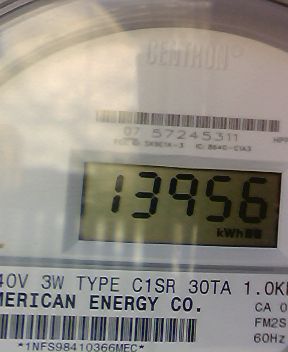 CENTRON®
07 57245311
13956
kWh
40V 3W TYPE C1SR 30TA 1.0K
MERICAN ENERGY CO.
CA 0
FM2S
60Hz
*1NFS98410366MEC*